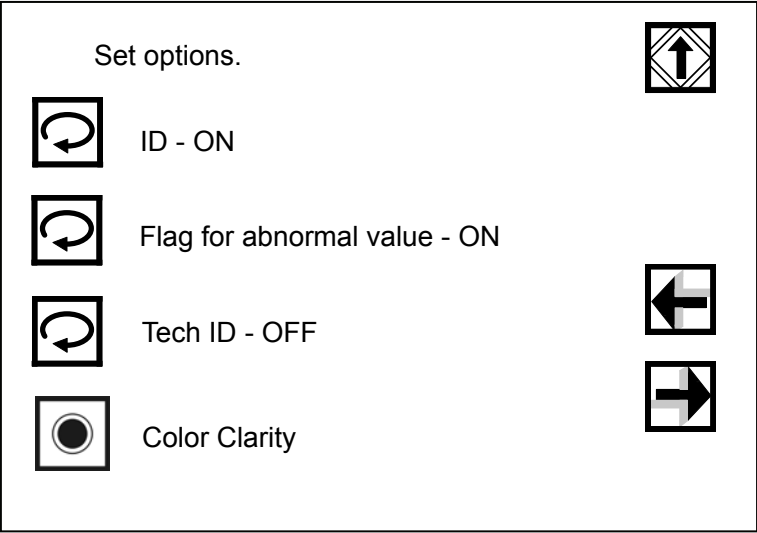 Set options.
ID - ON
Flag for abnormal value - ON
Tech ID - OFF
Color Clarity